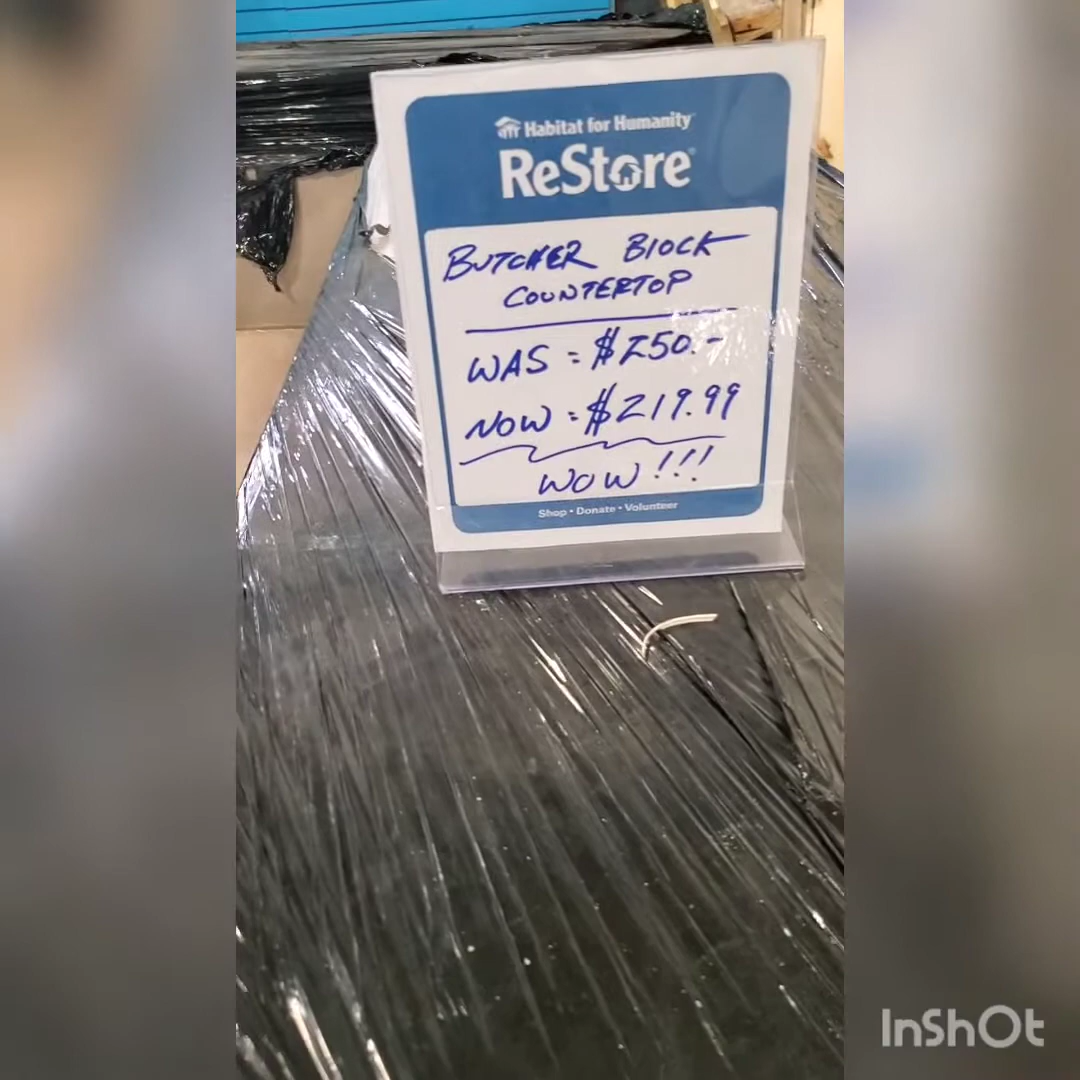 Habitat for Humanity
ReStore
BUTCHER BLOCK
COUNTERTOP
WAS = $250.-
NOW = $219.99
WOW!!!
Shop • Donate • Volunteer
InShOt